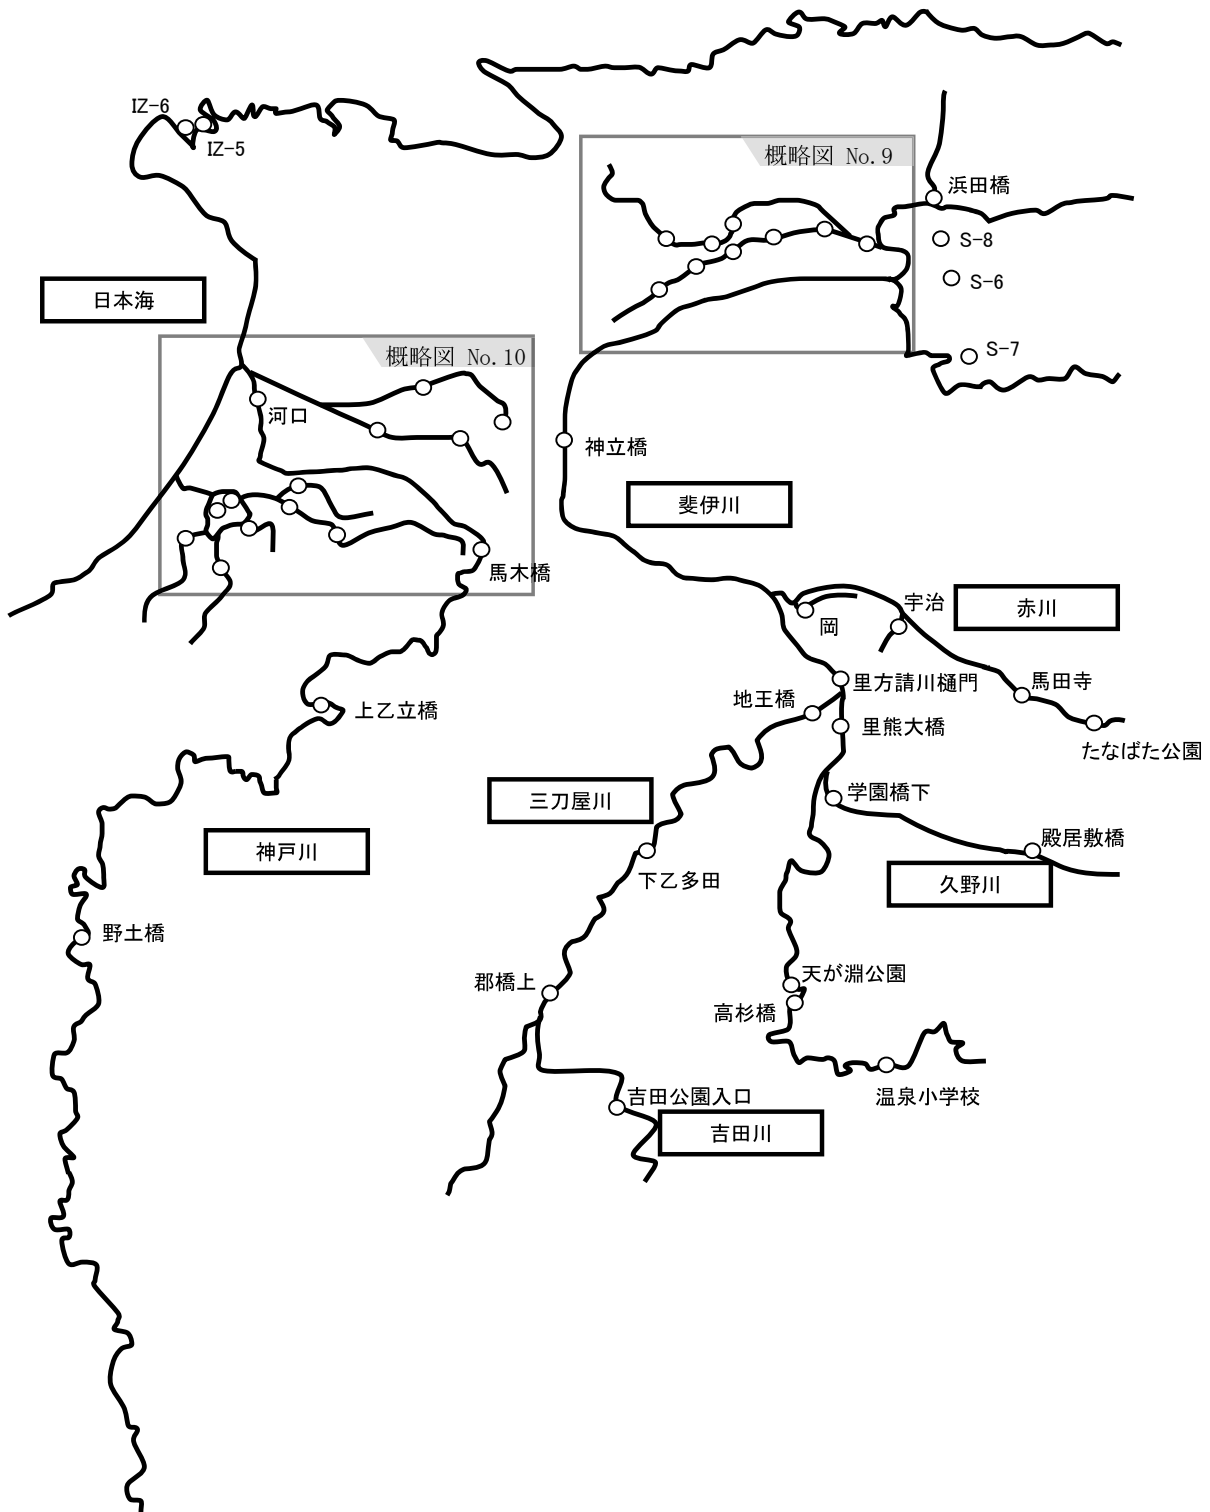 IZ-6
IZ-5
概略図 No.9
浜田橋
S-8
S-6
S-7
日本海
概略図 No.10
河口
神立橋
斐伊川
馬木橋
宇治
赤川
岡
里方請川樋門
馬田寺
地王橋
上乙立橋
里熊大橋
たなばた公園
三刀屋川
学園橋下
神戸川
殿居敷橋
下乙多田
久野川
野土橋
天が淵公園
郡橋上
高杉橋
吉田公園入口
温泉小学校
吉田川